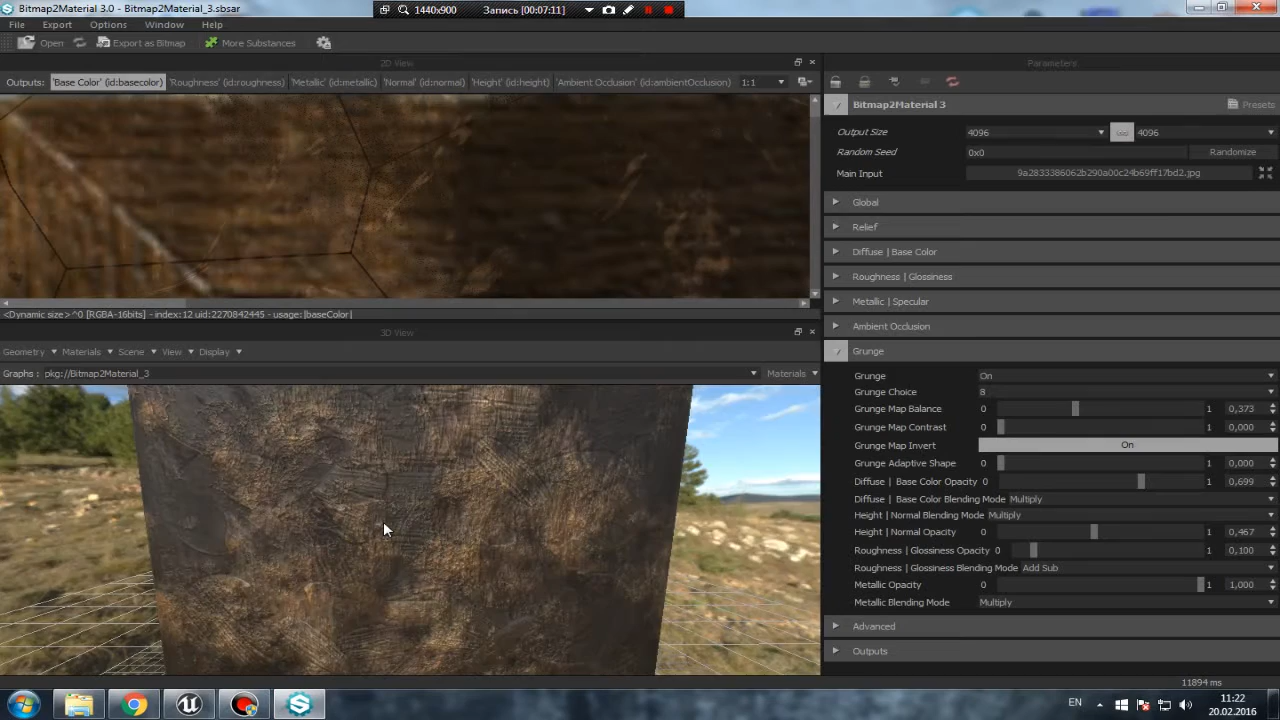 Bitmap2Material 3.0 - Bitmap2Material_3.sbsar
1440x900
Запись [00:07:11]
File Export Options Window Help
Open Export as Bitmap More Substances
2D View
Outputs: 'Base Color' (id:basecolor) 'Roughness' (id:roughness) 'Metallic' (id:metallic) 'Normal' (id:normal) 'Height' (id:height) 'Ambient Occlusion' (id:ambientOcclusion) 1:1
<Dynamic size>^0 [RGBA-16bits] - index:12 uid:2270842445 - usage: |baseColor|
3D View
Geometry Materials Scene View Display
Graphs : pkg://Bitmap2Material_3 Materials
Parameters
Bitmap2Material 3 Presets
Output Size 4096 4096
Random Seed 0x0 Randomize
Main Input 9a2833386062b290a00c24b69ff17bd2.jpg
Global
Relief
Diffuse | Base Color
Roughness | Glossiness
Metallic | Specular
Ambient Occlusion
Grunge
Grunge On
Grunge Choice 8
Grunge Map Balance 0 1 0,373
Grunge Map Contrast 0 1 0,000
Grunge Map Invert On
Grunge Adaptive Shape 0 1 0,000
Diffuse | Base Color Opacity 0 1 0,699
Diffuse | Base Color Blending Mode Multiply
Height | Normal Blending Mode Multiply
Height | Normal Opacity 0 1 0,467
Roughness | Glossiness Opacity 0 1 0,100
Roughness | Glossiness Blending Mode Add Sub
Metallic Opacity 0 1 1,000
Metallic Blending Mode Multiply
Advanced
Outputs
11894 ms
EN
11:22
20.02.2016